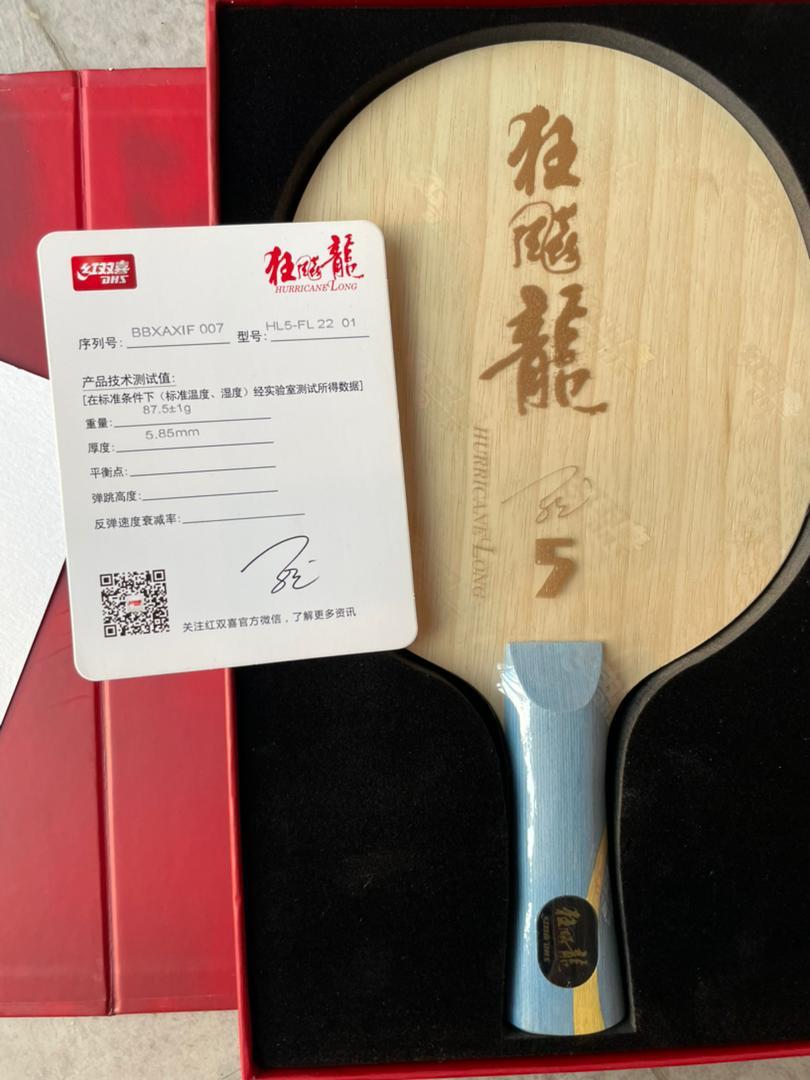 红双喜
DHS
狂飚龍
HURRICANE LONG
序列号: BBXAXIF 007 型号: HL5-FL 22 01
产品技术测试值:
[在标准条件下（标准温度、湿度）经实验室测试所得数据]
重量: 87.5±1g
厚度: 5.85mm
平衡点:
弹跳高度:
反弹速度衰减率:
关注红双喜官方微信，了解更多资讯
狂
飚
龍
HURRICANE LONG
5
狂飚龍